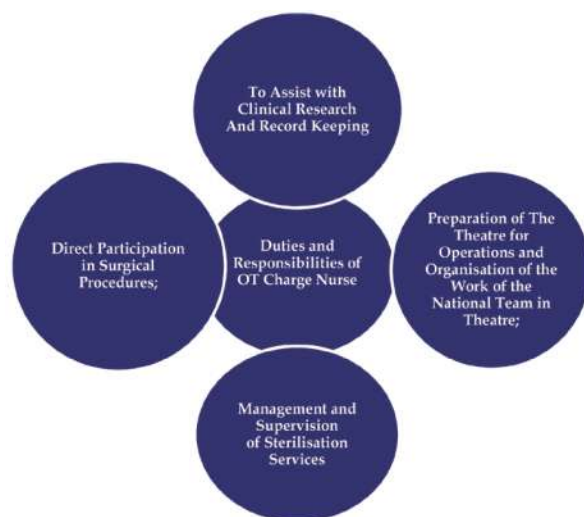 To Assist with
Clinical Research
And Record Keeping
Direct Participation
in Surgical
Procedures;
Duties and
Responsibilities of
OT Charge Nurse
Preparation of The
Theatre for
Operations and
Organisation of the
Work of the
National Team in
Theatre;
Management and
Supervision
of Sterilisation
Services